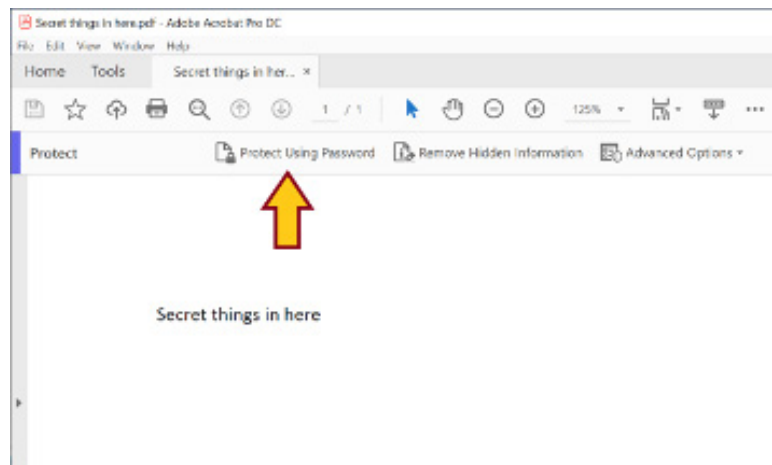 Secret things in here.pdf - Adobe Acrobat Pro DC
File Edit View Window Help
Home Tools Secret things in her... ×
1 / 1 125%
Protect Protect Using Password Remove Hidden Information Advanced Options
Secret things in here